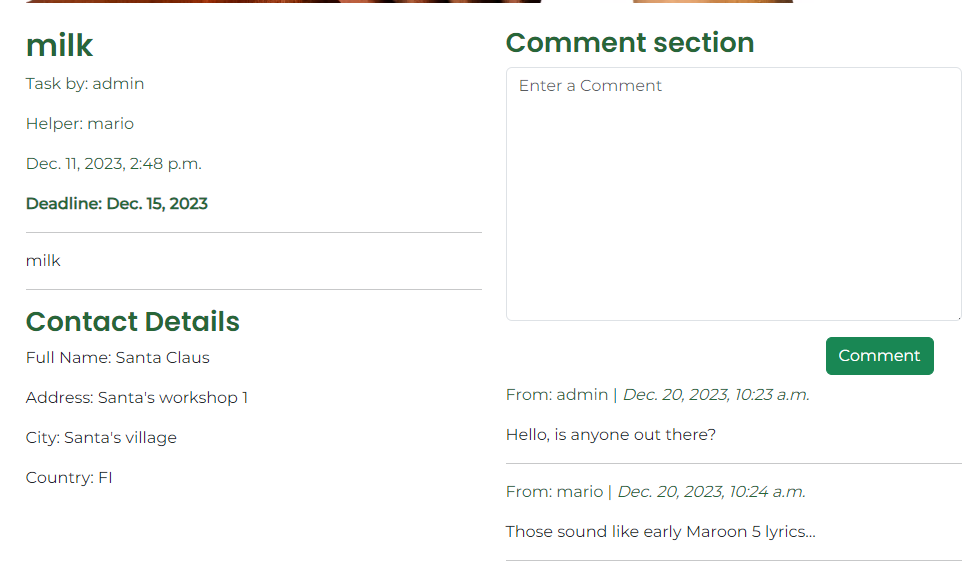 milk
Task by: admin
Helper: mario
Dec. 11, 2023, 2:48 p.m.
Deadline: Dec. 15, 2023
milk
Contact Details
Full Name: Santa Claus
Address: Santa's workshop 1
City: Santa's village
Country: FI
Comment section
Enter a Comment
Comment
From: admin | Dec. 20, 2023, 10:23 a.m.
Hello, is anyone out there?
From: mario | Dec. 20, 2023, 10:24 a.m.
Those sound like early Maroon 5 lyrics...